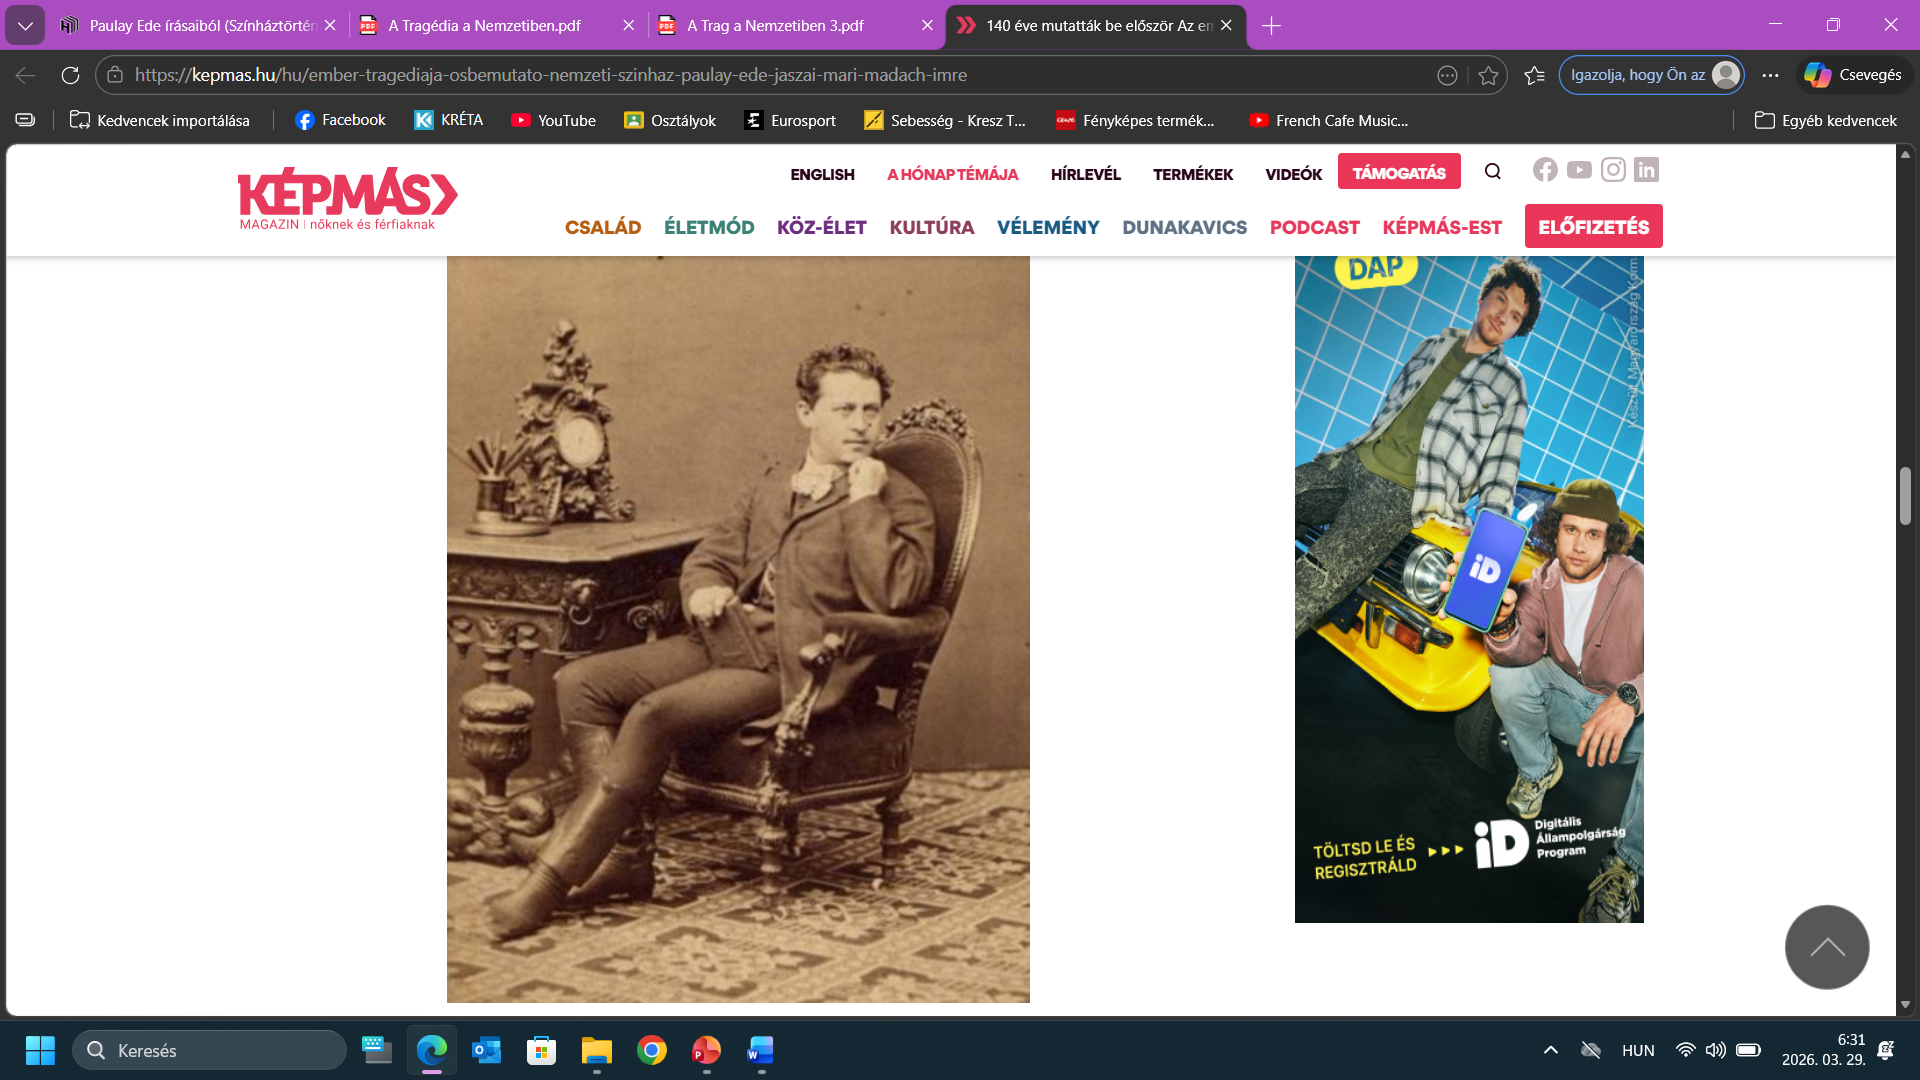 Paulay Ede írásaiból (Színháztörtén
A Tragédia a Nemzetiben.pdf
A Trag a Nemzetiben 3.pdf
140 éve mutatták be először Az em
https://kepmas.hu/hu/ember-tragediaja-osbemutato-nemzeti-szinhaz-paulay-ede-jaszai-mari-madach-imre
Igazolja, hogy Ön az
Csevegés
Kedvencek importálása
Facebook
KRÉTA
YouTube
Osztályok
Eurosport
Sebesség - Kresz T...
Fényképes termék...
French Cafe Music...
Egyéb kedvencek
KÉPMÁS
MAGAZIN | nőknek és férfiaknak
ENGLISH
A HÓNAP TÉMÁJA
HÍRLEVÉL
TERMÉKEK
VIDEÓK
TÁMOGATÁS
CSALÁD
ÉLETMÓD
KÖZ-ÉLET
KULTÚRA
VÉLEMÉNY
DUNAKAVICS
PODCAST
KÉPMÁS-EST
ELŐFIZETÉS
DAP
Készült Magyarország Korm
iD
TÖLTSD LE ÉS
REGISZTRÁLD
iD
Digitális
Állampolgárság
Program
Keresés
HUN
6:31
2026. 03. 29.